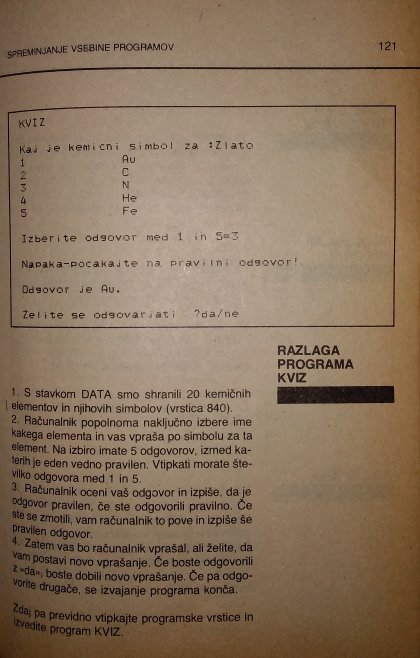 SPREMINJANJE VSEBINE PROGRAMOV
121
KVIZ
Kaj je kemicni simbol za :Zlato
1 Au
2 C
3 N
4 He
5 Fe
Izberite odgovor med 1 in 5=3
Napaka-pocakajte na pravilni odgovor!
Odgovor je Au.
Zelite se odgovarjati ?da/ne
RAZLAGA
PROGRAMA
KVIZ
1. S stavkom DATA smo shranili 20 kemičnih
elementov in njihovih simbolov (vrstica 840).
2. Računalnik popolnoma naključno izbere ime
kakega elementa in vas vpraša po simbolu za ta
element. Na izbiro imate 5 odgovorov, izmed ka-
terih je eden vedno pravilen. Vtipkati morate šte-
vilko odgovora med 1 in 5.
3. Računalnik oceni vaš odgovor in izpiše, da je
odgovor pravilen, če ste odgovorili pravilno. Če
ste se zmotili, vam računalnik to pove in izpiše še
pravilen odgovor.
4. Zatem vas bo računalnik vprašal, ali želite, da
vam postavi novo vprašanje. Če boste odgovorili
z »da«, boste dobili novo vprašanje. Če pa odgo-
vorite drugače, se izvajanje programa konča.
Zdaj pa previdno vtipkajte programske vrstice in
izvedite program KVIZ.